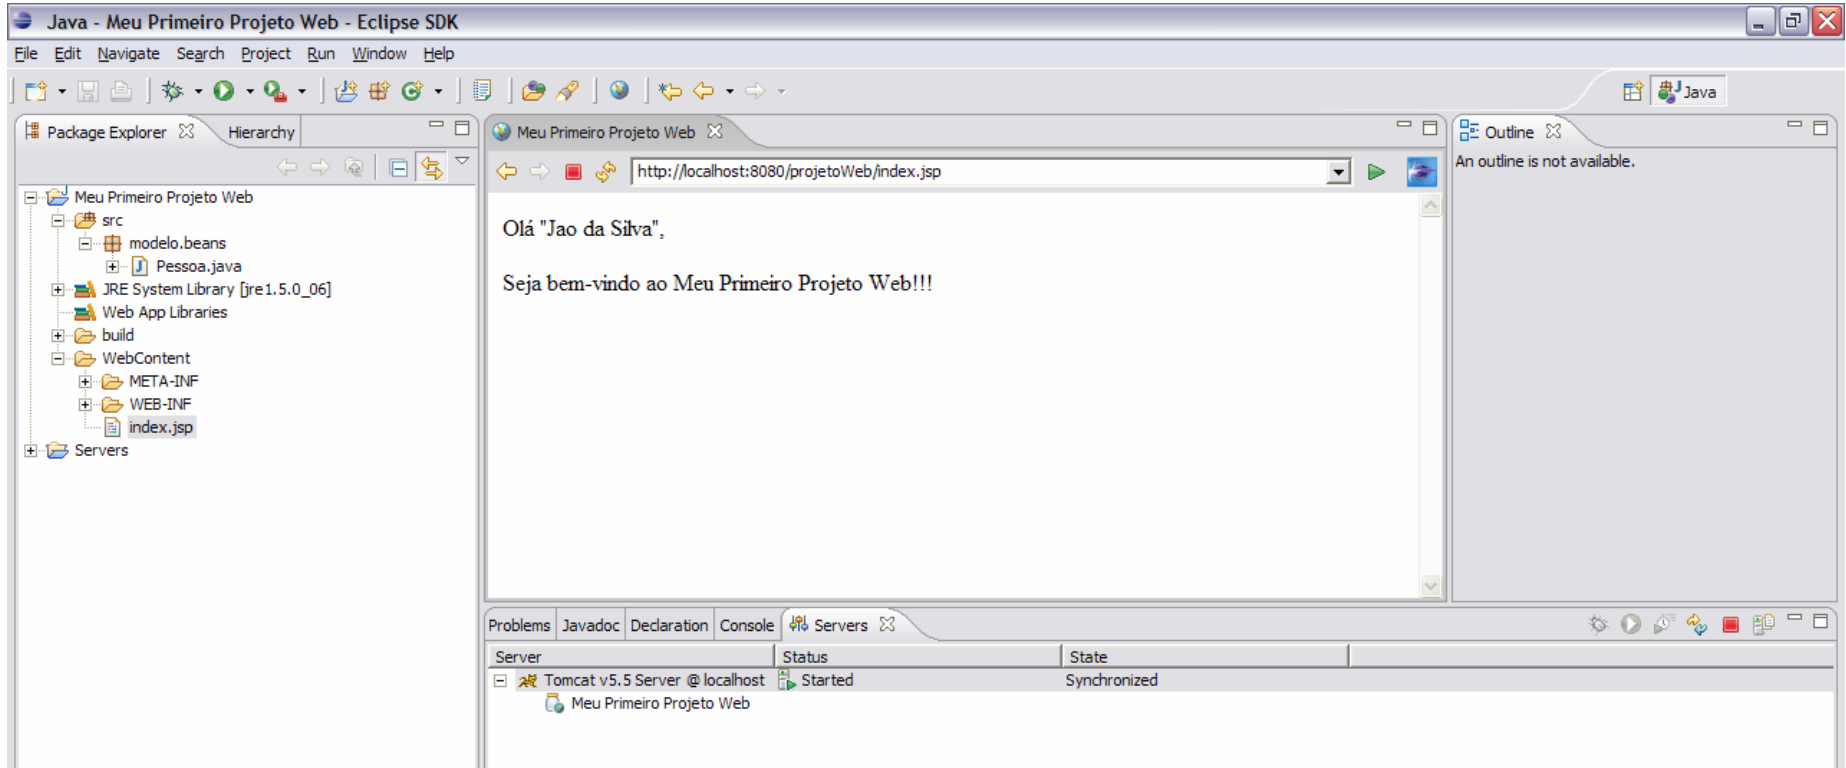 Java - Meu Primeiro Projeto Web - Eclipse SDK
File Edit Navigate Search Project Run Window Help
Java
Package Explorer Hierarchy
Meu Primeiro Projeto Web
src
modelo.beans
Pessoa.java
JRE System Library [jre1.5.0_06]
Web App Libraries
build
WebContent
META-INF
WEB-INF
index.jsp
Servers
Meu Primeiro Projeto Web
http://localhost:8080/projetoWeb/index.jsp
Olá "Jao da Silva",
Seja bem-vindo ao Meu Primeiro Projeto Web!!!
Outline
An outline is not available.
Problems Javadoc Declaration Console Servers
Server Status State
Tomcat v5.5 Server @ localhost Started Synchronized
Meu Primeiro Projeto Web